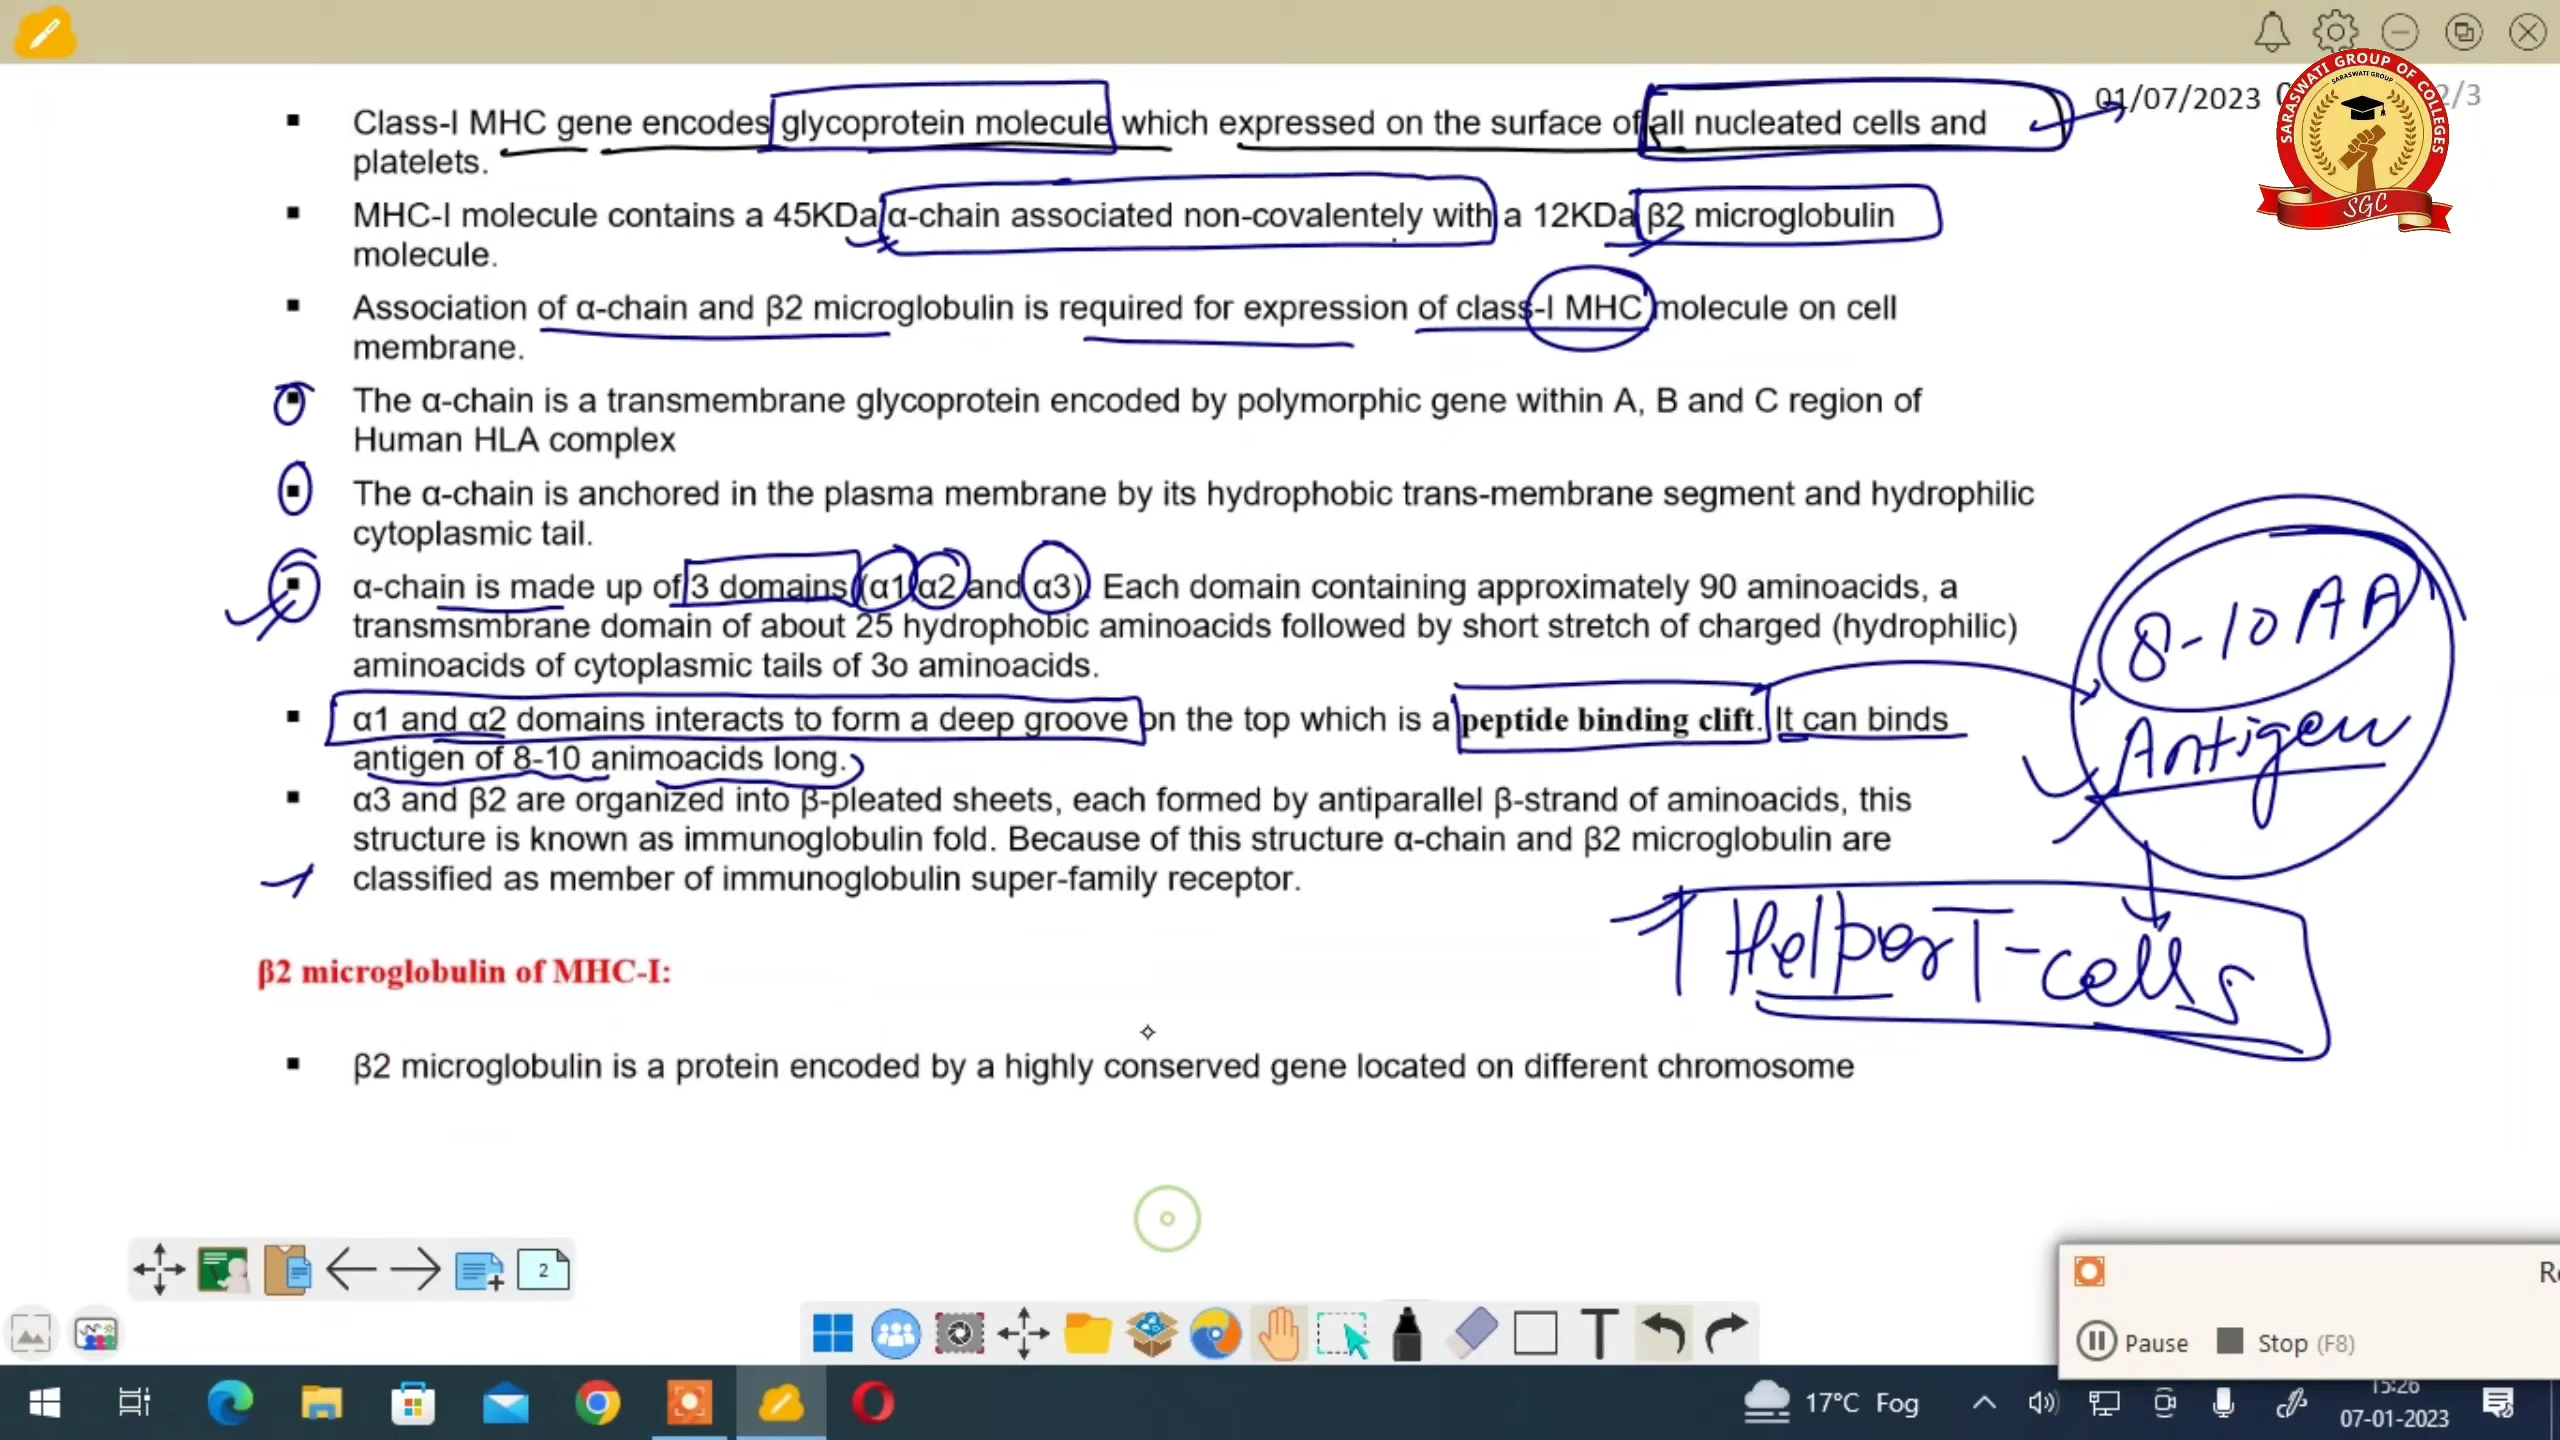 01/07/2023
2/3
SARASWATI GROUP OF COLLEGES
SARASWATI GROUP
SGC
▪ Class-I MHC gene encodes glycoprotein molecule which expressed on the surface of all nucleated cells and
platelets.
▪ MHC-I molecule contains a 45KDa α-chain associated non-covalentely with a 12KDa β2 microglobulin
molecule.
▪ Association of α-chain and β2 microglobulin is required for expression of class-I MHC molecule on cell
membrane.
▪ The α-chain is a transmembrane glycoprotein encoded by polymorphic gene within A, B and C region of
Human HLA complex
▪ The α-chain is anchored in the plasma membrane by its hydrophobic trans-membrane segment and hydrophilic
cytoplasmic tail.
▪ α-chain is made up of 3 domains (α1 α2 and α3). Each domain containing approximately 90 aminoacids, a
transmsmbrane domain of about 25 hydrophobic aminoacids followed by short stretch of charged (hydrophilic)
aminoacids of cytoplasmic tails of 3o aminoacids.
▪ α1 and α2 domains interacts to form a deep groove on the top which is a peptide binding clift. It can binds
antigen of 8-10 animoacids long.
▪ α3 and β2 are organized into β-pleated sheets, each formed by antiparallel β-strand of aminoacids, this
structure is known as immunoglobulin fold. Because of this structure α-chain and β2 microglobulin are
classified as member of immunoglobulin super-family receptor.
8-10 AA
Antigen
Helper T-cells
β2 microglobulin of MHC-I:
▪ β2 microglobulin is a protein encoded by a highly conserved gene located on different chromosome
2
T
Pause Stop (F8)
17°C Fog
15:26
07-01-2023